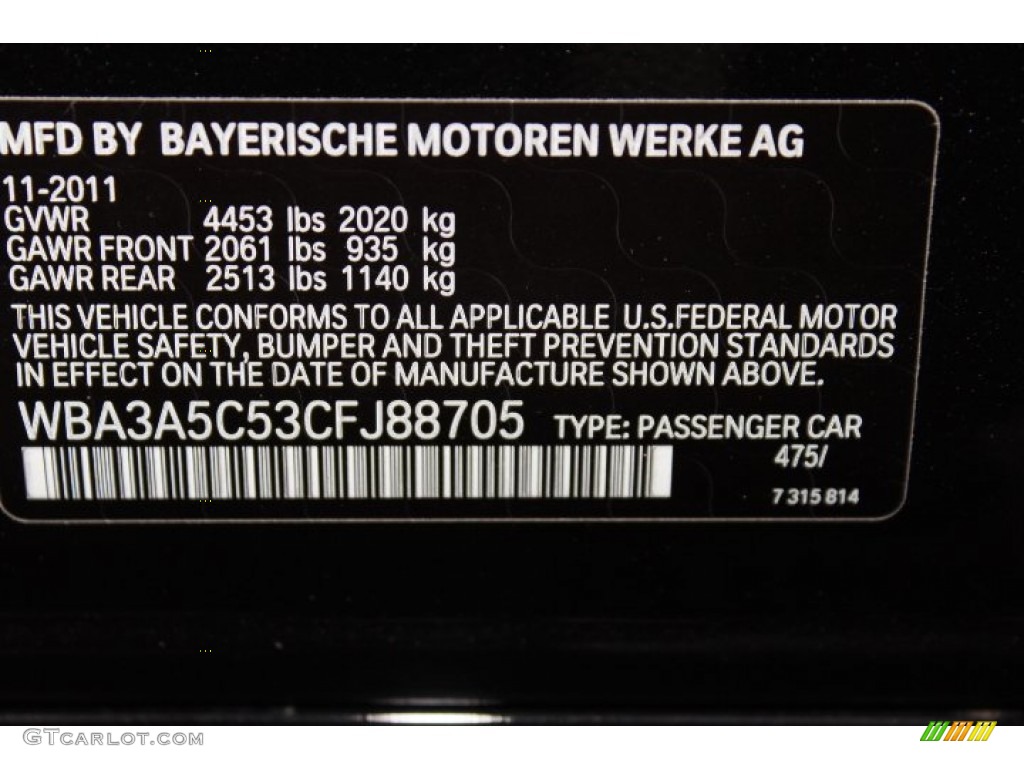 MFD BY BAYERISCHE MOTOREN WERKE AG
11-2011
GVWR 4453 lbs 2020 kg
GAWR FRONT 2061 lbs 935 kg
GAWR REAR 2513 lbs 1140 kg
THIS VEHICLE CONFORMS TO ALL APPLICABLE U.S.FEDERAL MOTOR
VEHICLE SAFETY, BUMPER AND THEFT PREVENTION STANDARDS
IN EFFECT ON THE DATE OF MANUFACTURE SHOWN ABOVE.
WBA3A5C53CFJ88705 TYPE: PASSENGER CAR
475/
7 315 814
GTCARLOT.COM